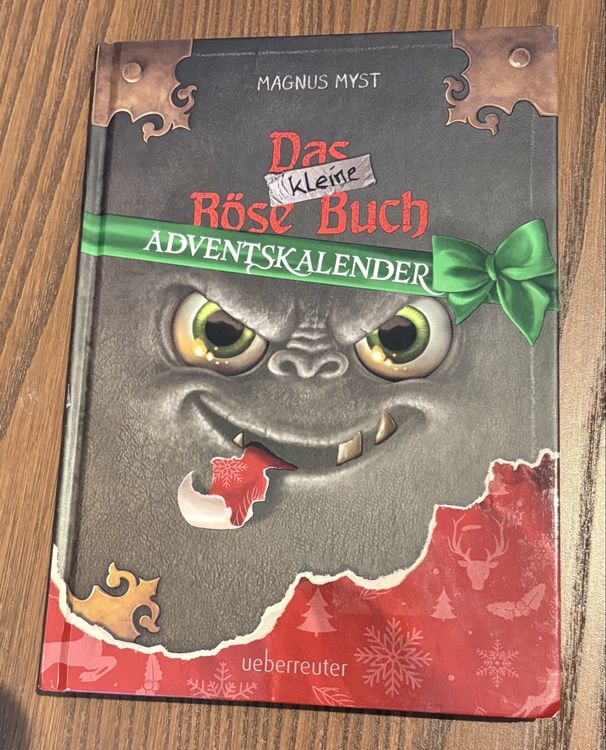 MAGNUS MYST
Das
kleine
Böse Buch
ADVENTSKALENDER
ueberreuter